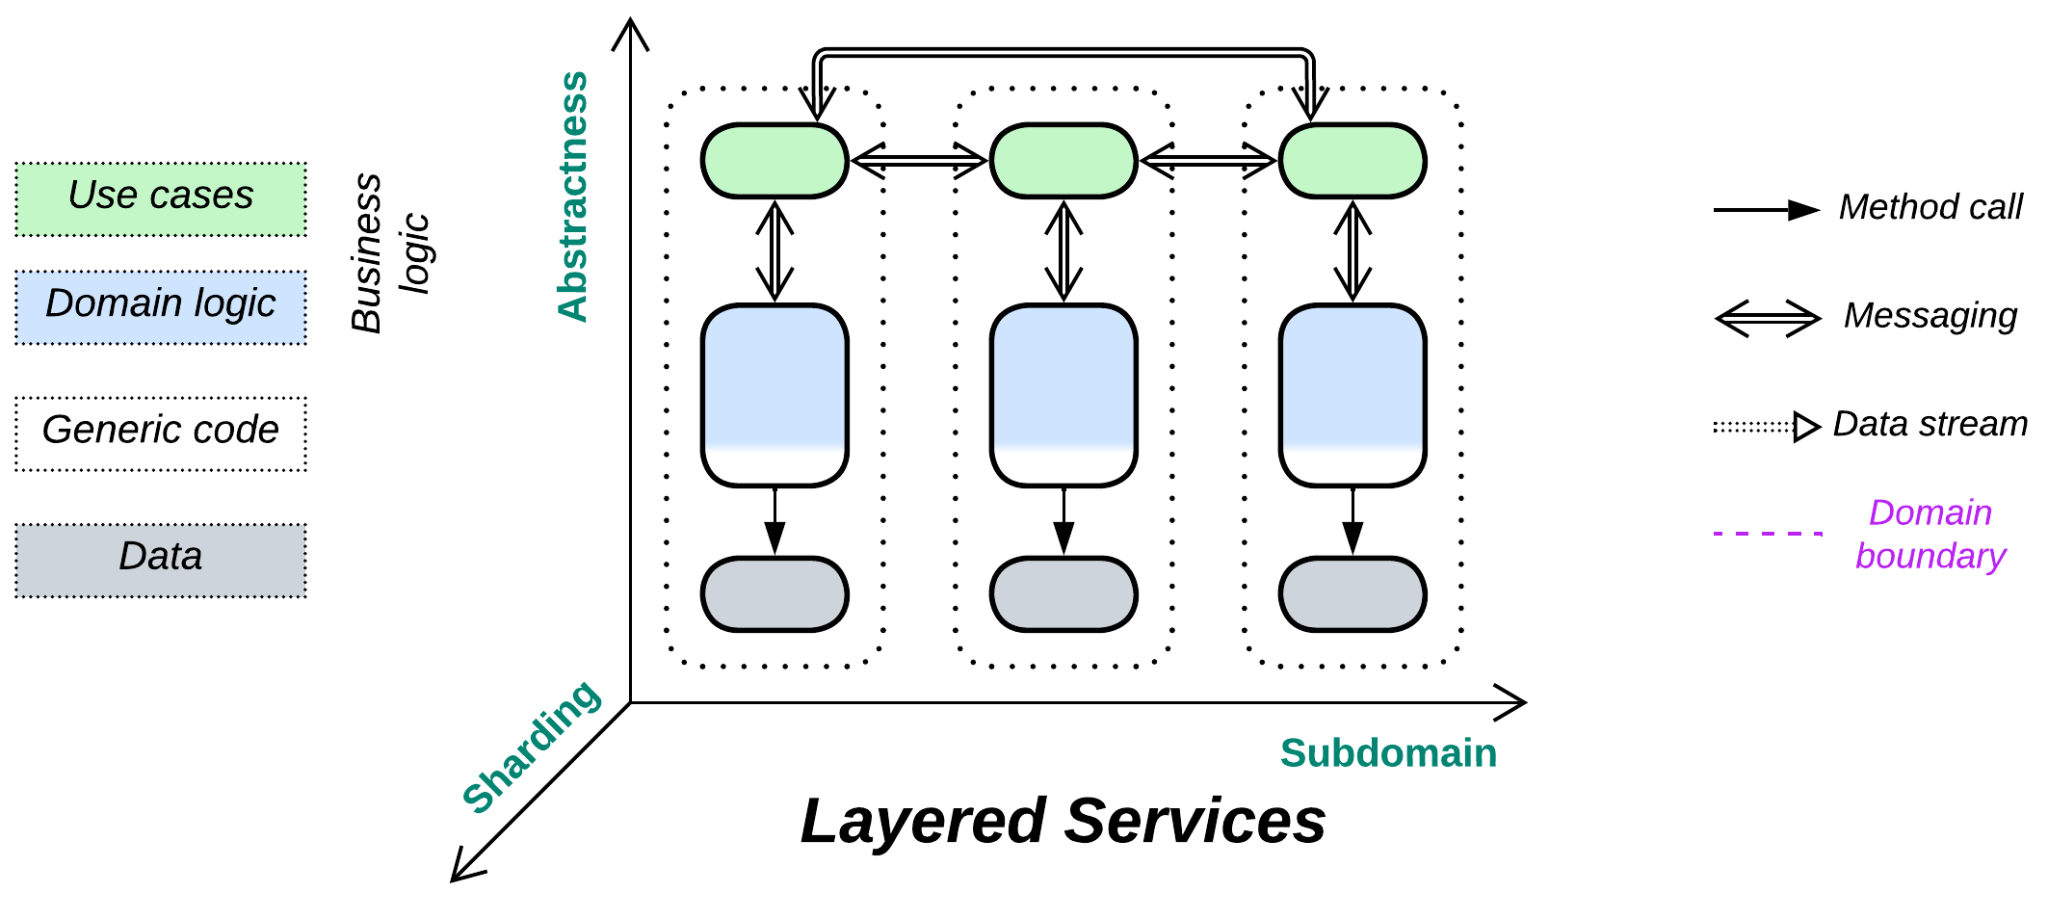 Use cases
Domain logic
Generic code
Data
Business
logic
Abstractness
Sharding
Subdomain
Layered Services
Method call
Messaging
Data stream
Domain
boundary